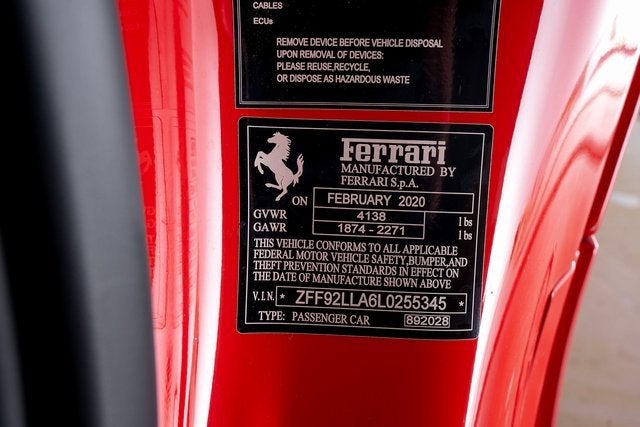 CABLES
ECUs
REMOVE DEVICE BEFORE VEHICLE DISPOSAL
UPON REMOVAL OF DEVICES:
PLEASE REUSE,RECYCLE,
OR DISPOSE AS HAZARDOUS WASTE
Ferrari
MANUFACTURED BY
FERRARI S.p.A.
ON FEBRUARY 2020
GVWR 4138 lbs
GAWR 1874 - 2271 lbs
THIS VEHICLE CONFORMS TO ALL APPLICABLE
FEDERAL MOTOR VEHICLE SAFETY,BUMPER,AND
THEFT PREVENTION STANDARDS IN EFFECT ON
THE DATE OF MANUFACTURE SHOWN ABOVE
V.I.N. * ZFF92LLA6L0255345 *
TYPE: PASSENGER CAR 892028